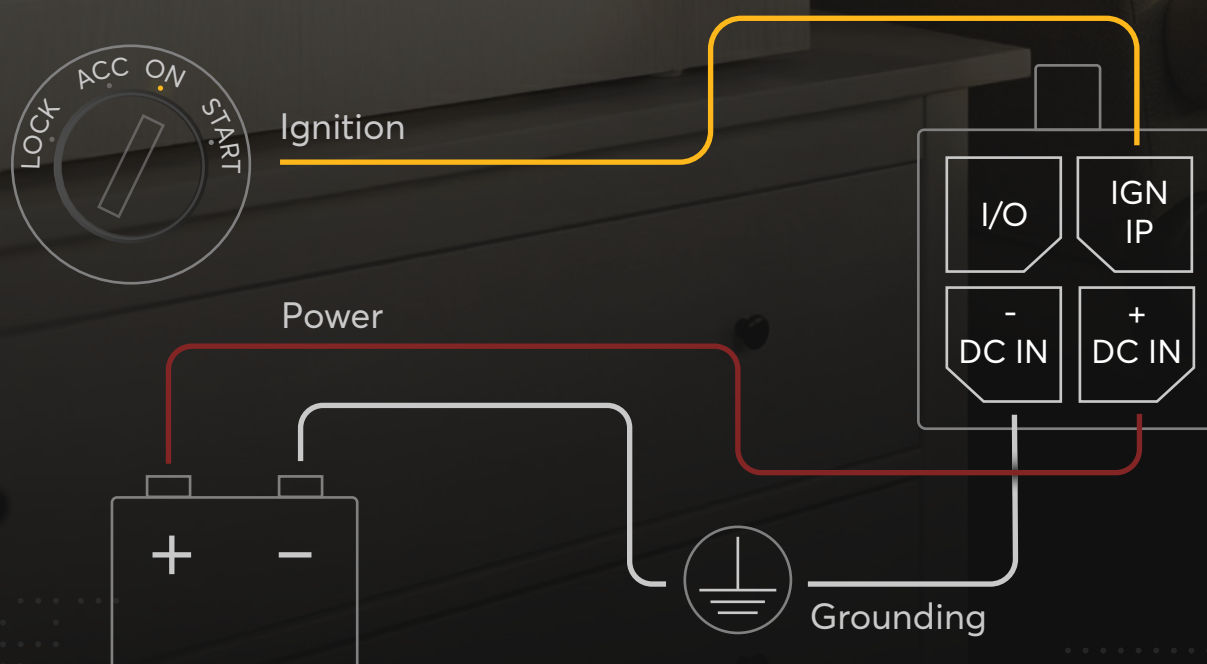 LOCK
ACC
ON
START
Ignition
I/O
IGN
IP
Power
-
DC IN
+
DC IN
+
−
Grounding